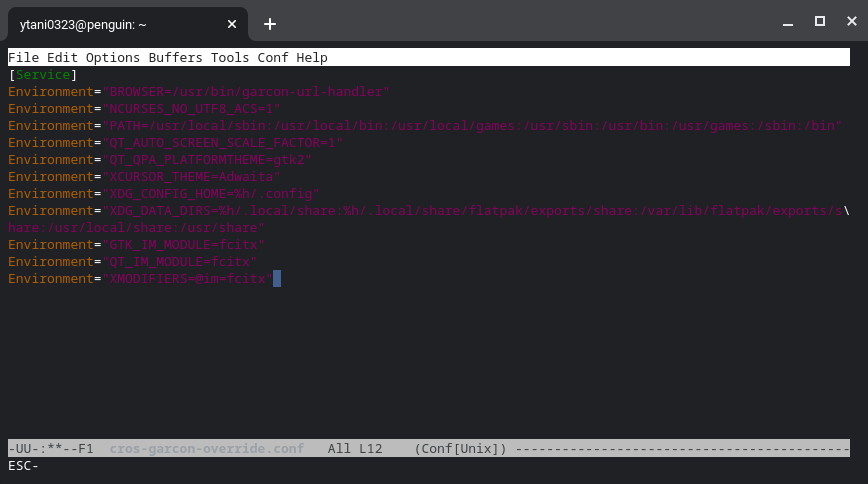 ytani0323@penguin: ~
File Edit Options Buffers Tools Conf Help
[Service]
Environment="BROWSER=/usr/bin/garcon-url-handler"
Environment="NCURSES_NO_UTF8_ACS=1"
Environment="PATH=/usr/local/sbin:/usr/local/bin:/usr/local/games:/usr/sbin:/usr/bin:/usr/games:/sbin:/bin"
Environment="QT_AUTO_SCREEN_SCALE_FACTOR=1"
Environment="QT_QPA_PLATFORMTHEME=gtk2"
Environment="XCURSOR_THEME=Adwaita"
Environment="XDG_CONFIG_HOME=%h/.config"
Environment="XDG_DATA_DIRS=%h/.local/share:%h/.local/share/flatpak/exports/share:/var/lib/flatpak/exports/s\
hare:/usr/local/share:/usr/share"
Environment="GTK_IM_MODULE=fcitx"
Environment="QT_IM_MODULE=fcitx"
Environment="XMODIFIERS=@im=fcitx"
-UU-:**--F1  cros-garcon-override.conf   All L12    (Conf[Unix]) -------------------------------------------
ESC-